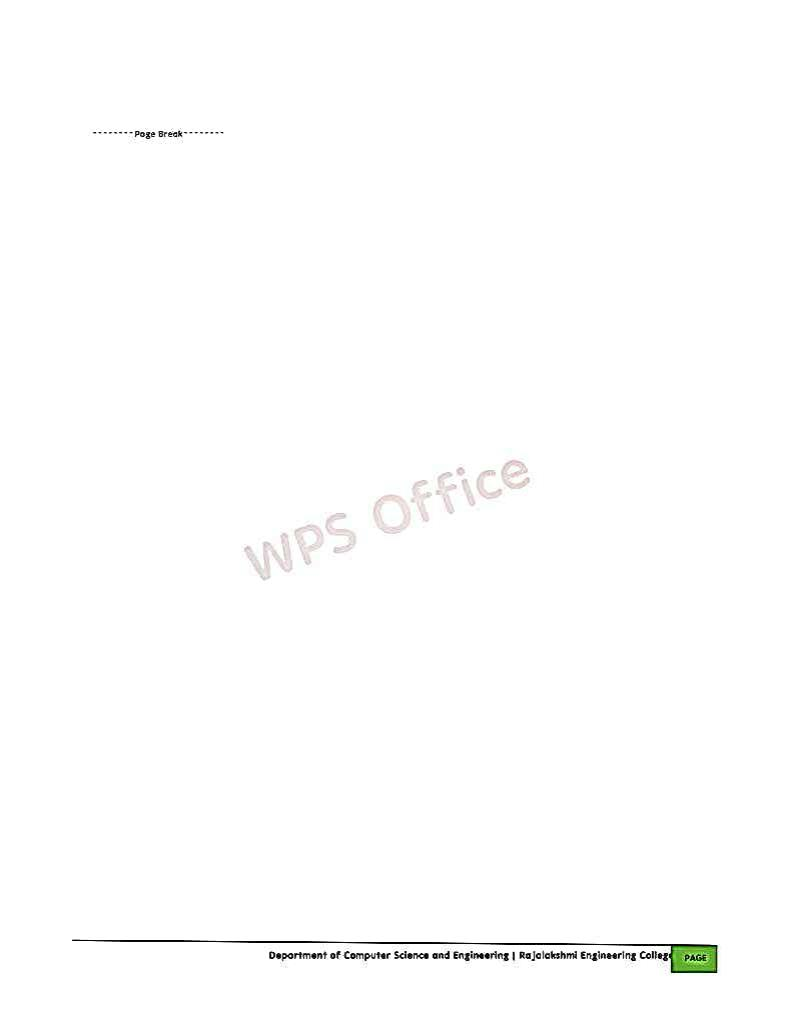 --------Page Break--------
WPS Office
Department of Computer Science and Engineering | Rajalakshmi Engineering College
PAGE